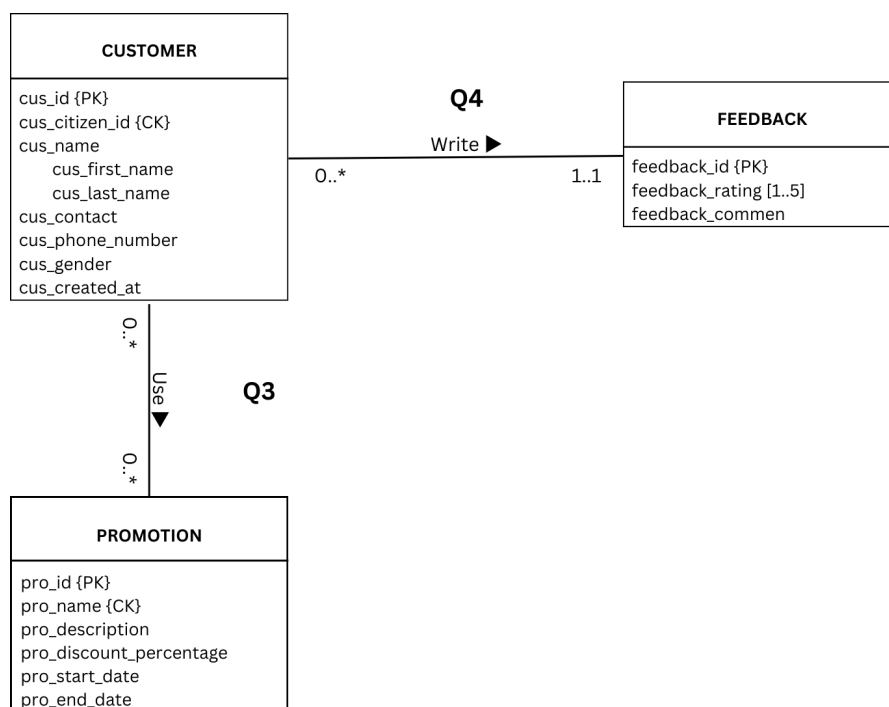 CUSTOMER
cus_id {PK}
cus_citizen_id {CK}
cus_name
cus_first_name
cus_last_name
cus_contact
cus_phone_number
cus_gender
cus_created_at
Q4
Write ▶
0..*
1..1
FEEDBACK
feedback_id {PK}
feedback_rating [1..5]
feedback_commen
0..*
Use ▶
Q3
0..*
PROMOTION
pro_id {PK}
pro_name {CK}
pro_description
pro_discount_percentage
pro_start_date
pro_end_date